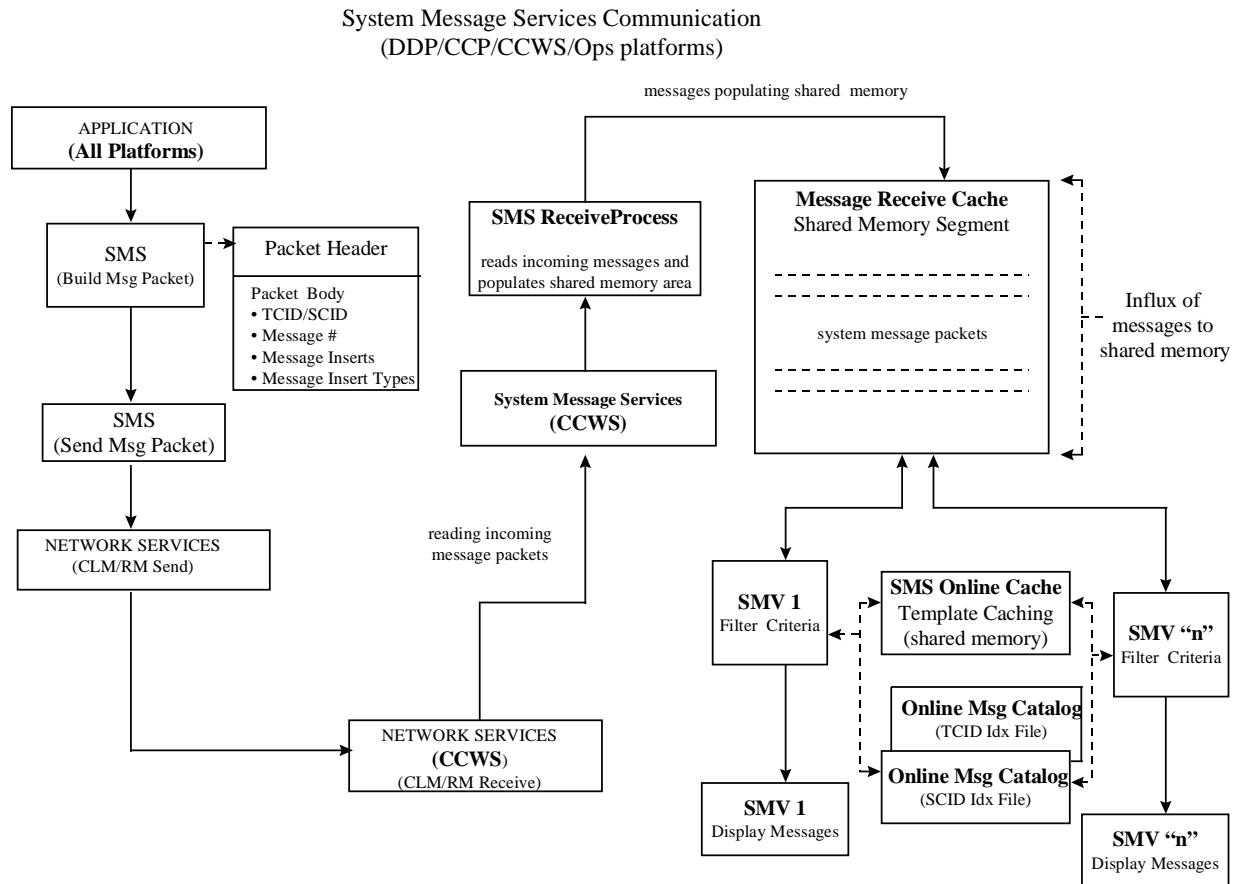 System Message Services Communication
(DDP/CCP/CCWS/Ops platforms)
APPLICATION
(All Platforms)
SMS
(Build Msg Packet)
Packet Header
Packet Body
• TCID/SCID
• Message #
• Message Inserts
• Message Insert Types
SMS
(Send Msg Packet)
NETWORK SERVICES
(CLM/RM Send)
NETWORK SERVICES
(CCWS)
(CLM/RM Receive)
reading incoming
message packets
System Message Services
(CCWS)
SMS ReceiveProcess
reads incoming messages and
populates shared memory area
messages populating shared memory
Message Receive Cache
Shared Memory Segment
system message packets
Influx of
messages to
shared memory
SMV 1
Filter Criteria
SMS Online Cache
Template Caching
(shared memory)
SMV “n”
Filter Criteria
Online Msg Catalog
(TCID Idx File)
Online Msg Catalog
(SCID Idx File)
SMV 1
Display Messages
SMV “n”
Display Messages